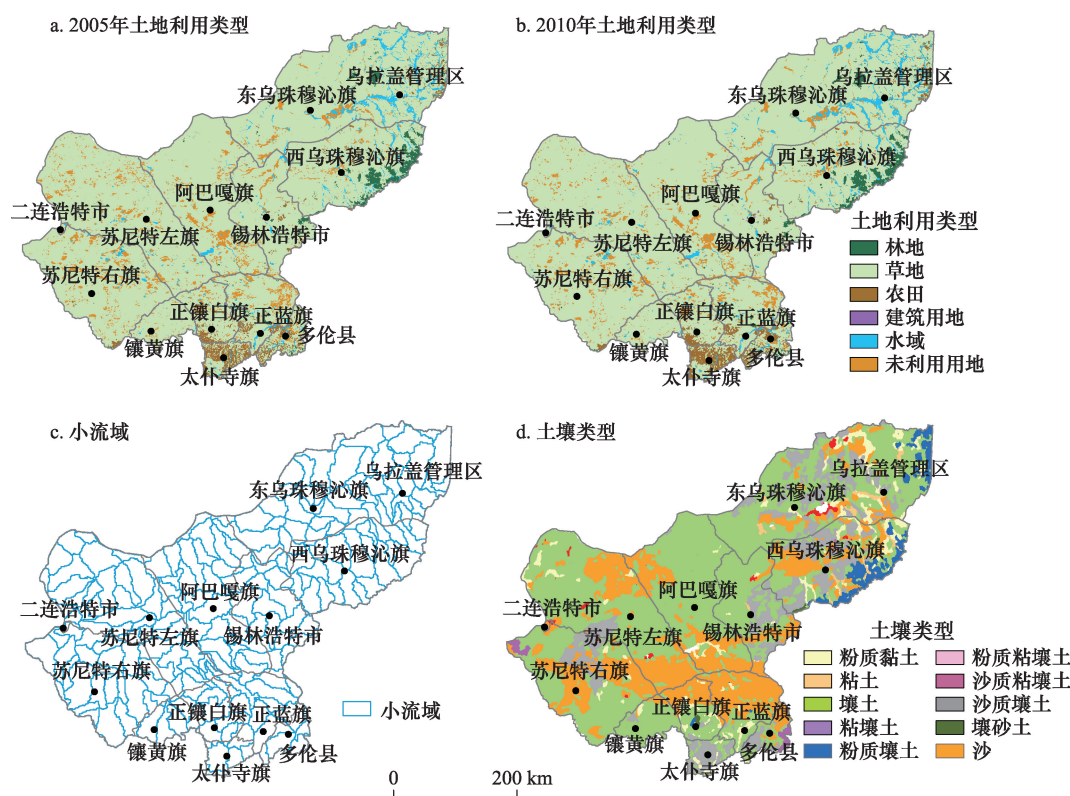 a. 2005年土地利用类型
乌拉盖管理区
东乌珠穆沁旗
西乌珠穆沁旗
阿巴嘎旗
二连浩特市
苏尼特左旗
锡林浩特市
苏尼特右旗
正镶白旗
正蓝旗
镶黄旗
多伦县
太仆寺旗
b. 2010年土地利用类型
乌拉盖管理区
东乌珠穆沁旗
西乌珠穆沁旗
阿巴嘎旗
二连浩特市
苏尼特左旗
锡林浩特市
苏尼特右旗
正镶白旗
正蓝旗
镶黄旗
多伦县
太仆寺旗
土地利用类型
林地
草地
农田
建筑用地
水域
未利用用地
c. 小流域
乌拉盖管理区
东乌珠穆沁旗
西乌珠穆沁旗
阿巴嘎旗
二连浩特市
苏尼特左旗
锡林浩特市
苏尼特右旗
正镶白旗
正蓝旗
镶黄旗
多伦县
太仆寺旗
小流域
d. 土壤类型
乌拉盖管理区
东乌珠穆沁旗
西乌珠穆沁旗
阿巴嘎旗
二连浩特市
苏尼特左旗
锡林浩特市
苏尼特右旗
正镶白旗
正蓝旗
镶黄旗
多伦县
太仆寺旗
土壤类型
粉质黏土
粘土
壤土
粘壤土
粉质壤土
粉质粘壤土
沙质粘壤土
沙质壤土
壤砂土
沙
0
200 km